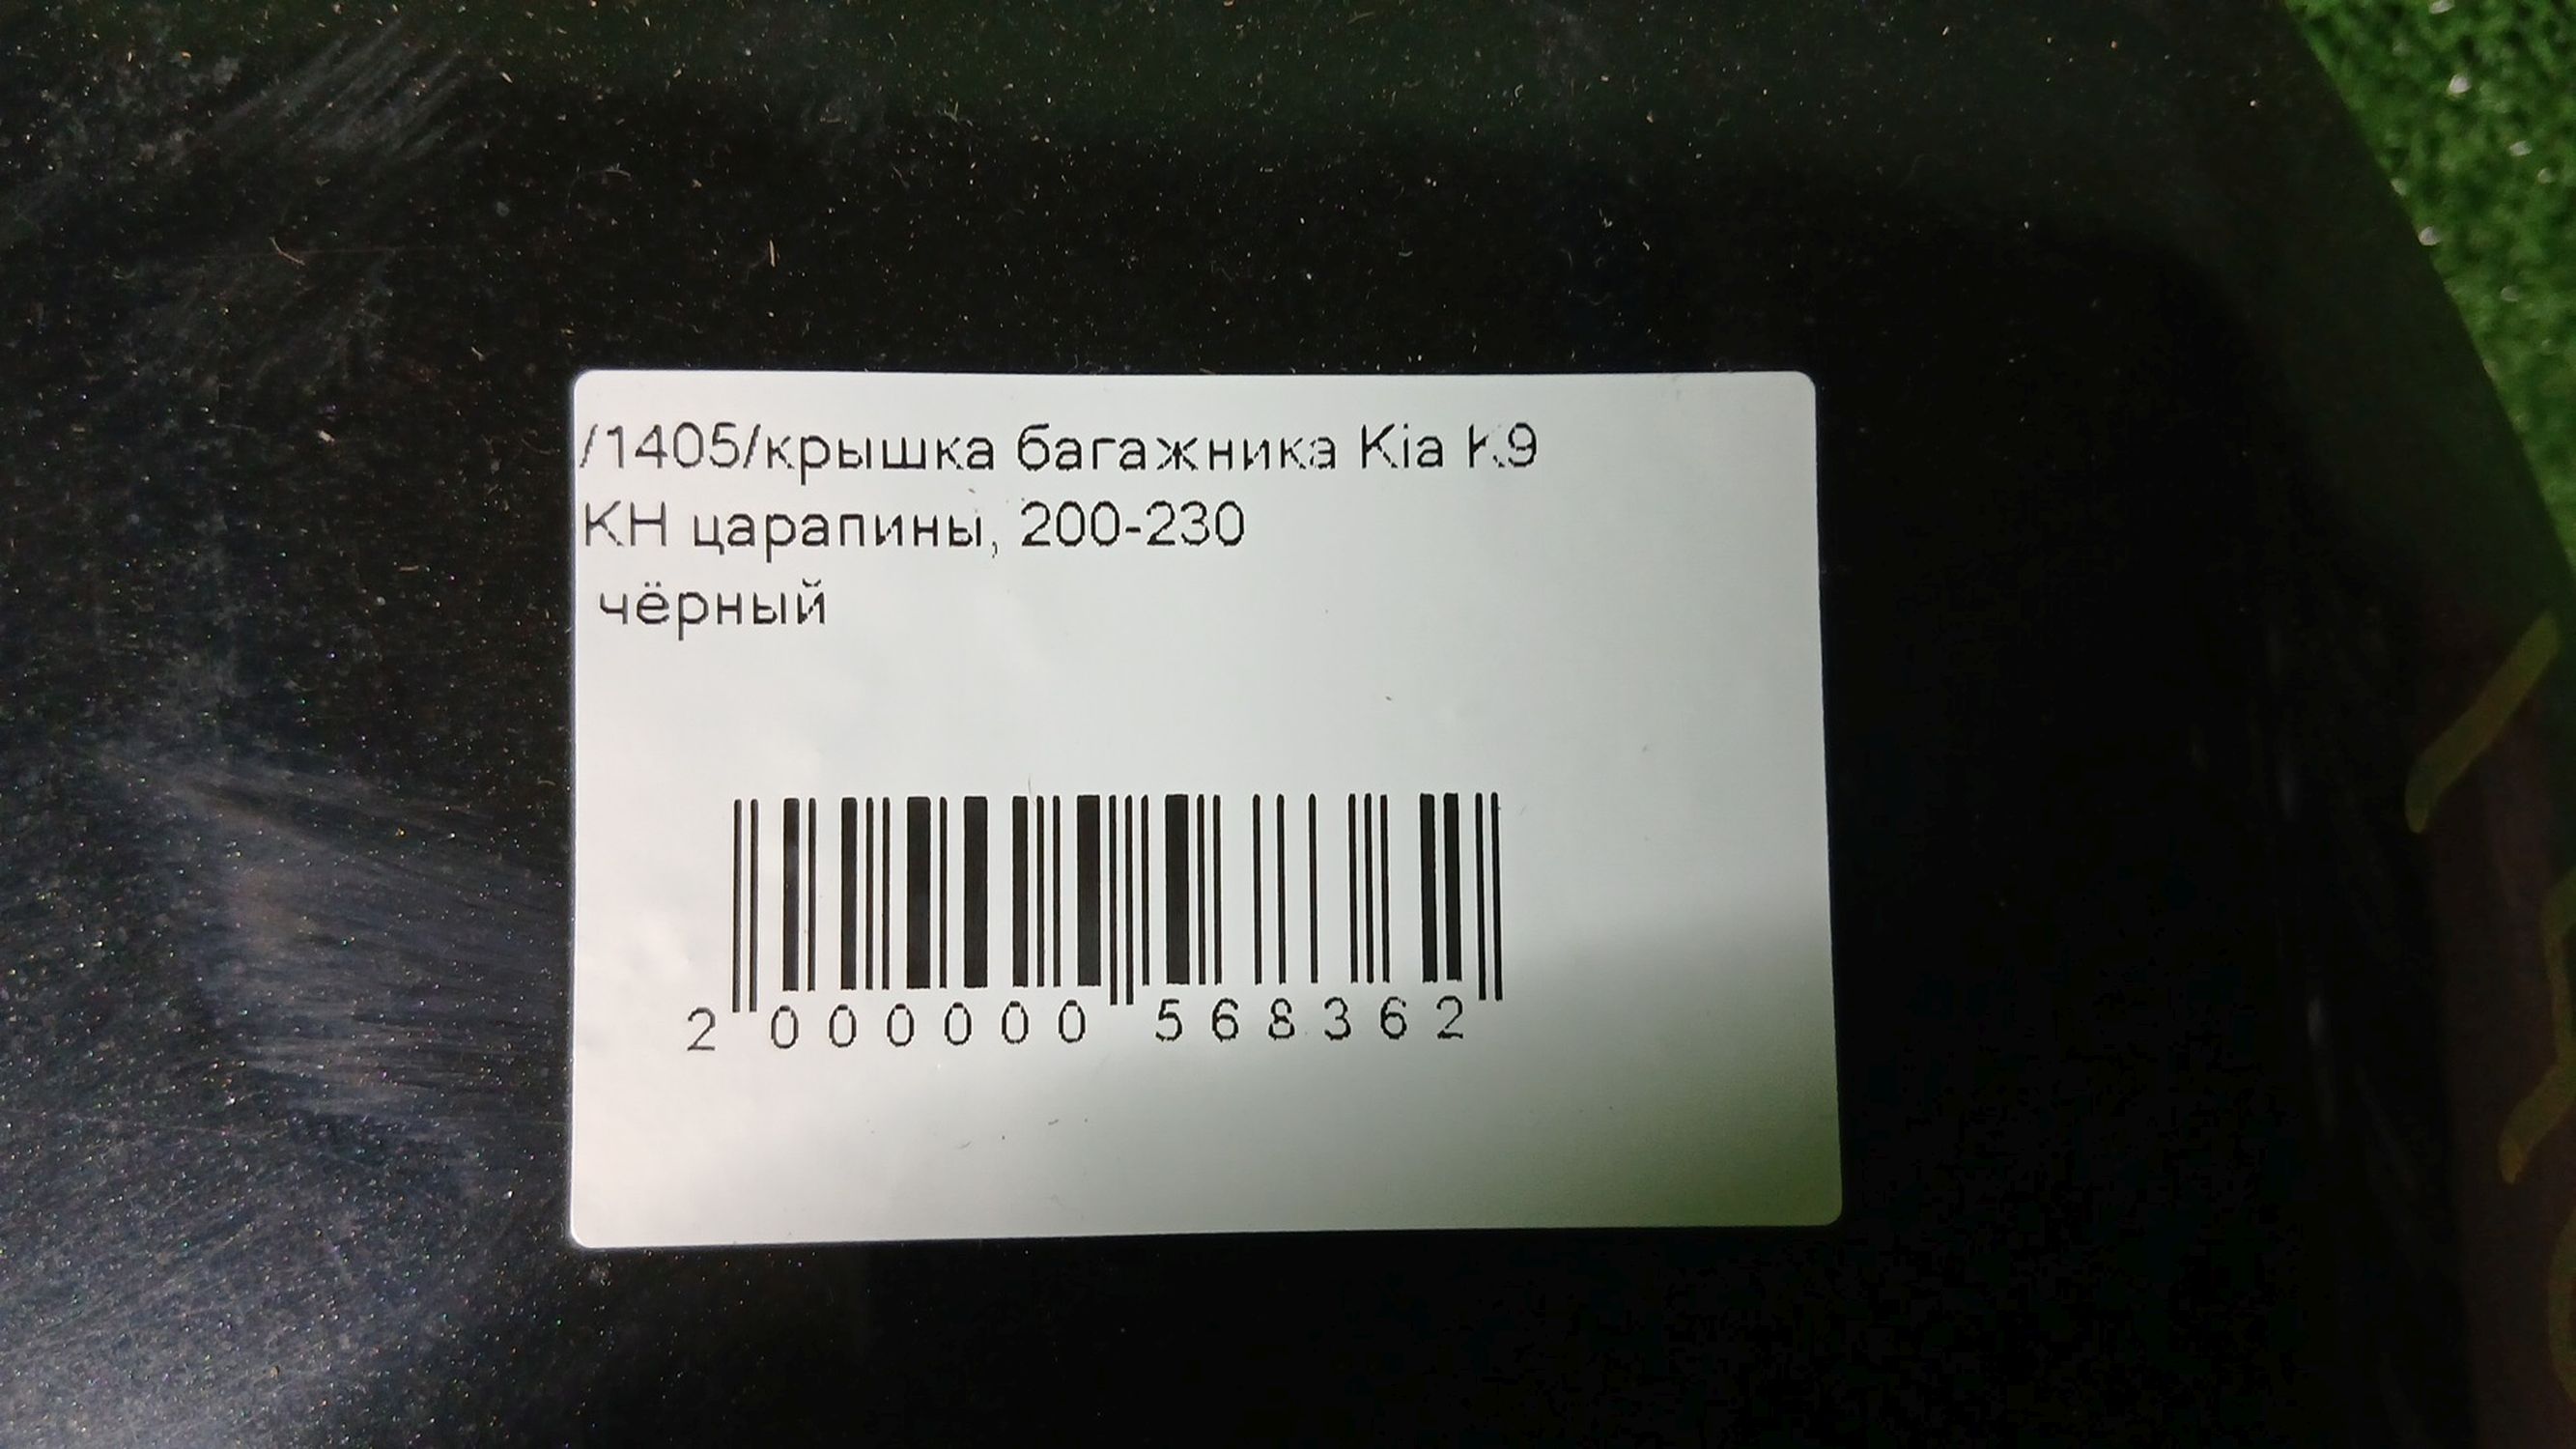 /1405/крышка багажника Kia K9
KH царапины, 200-230
чёрный
2 000000 568362